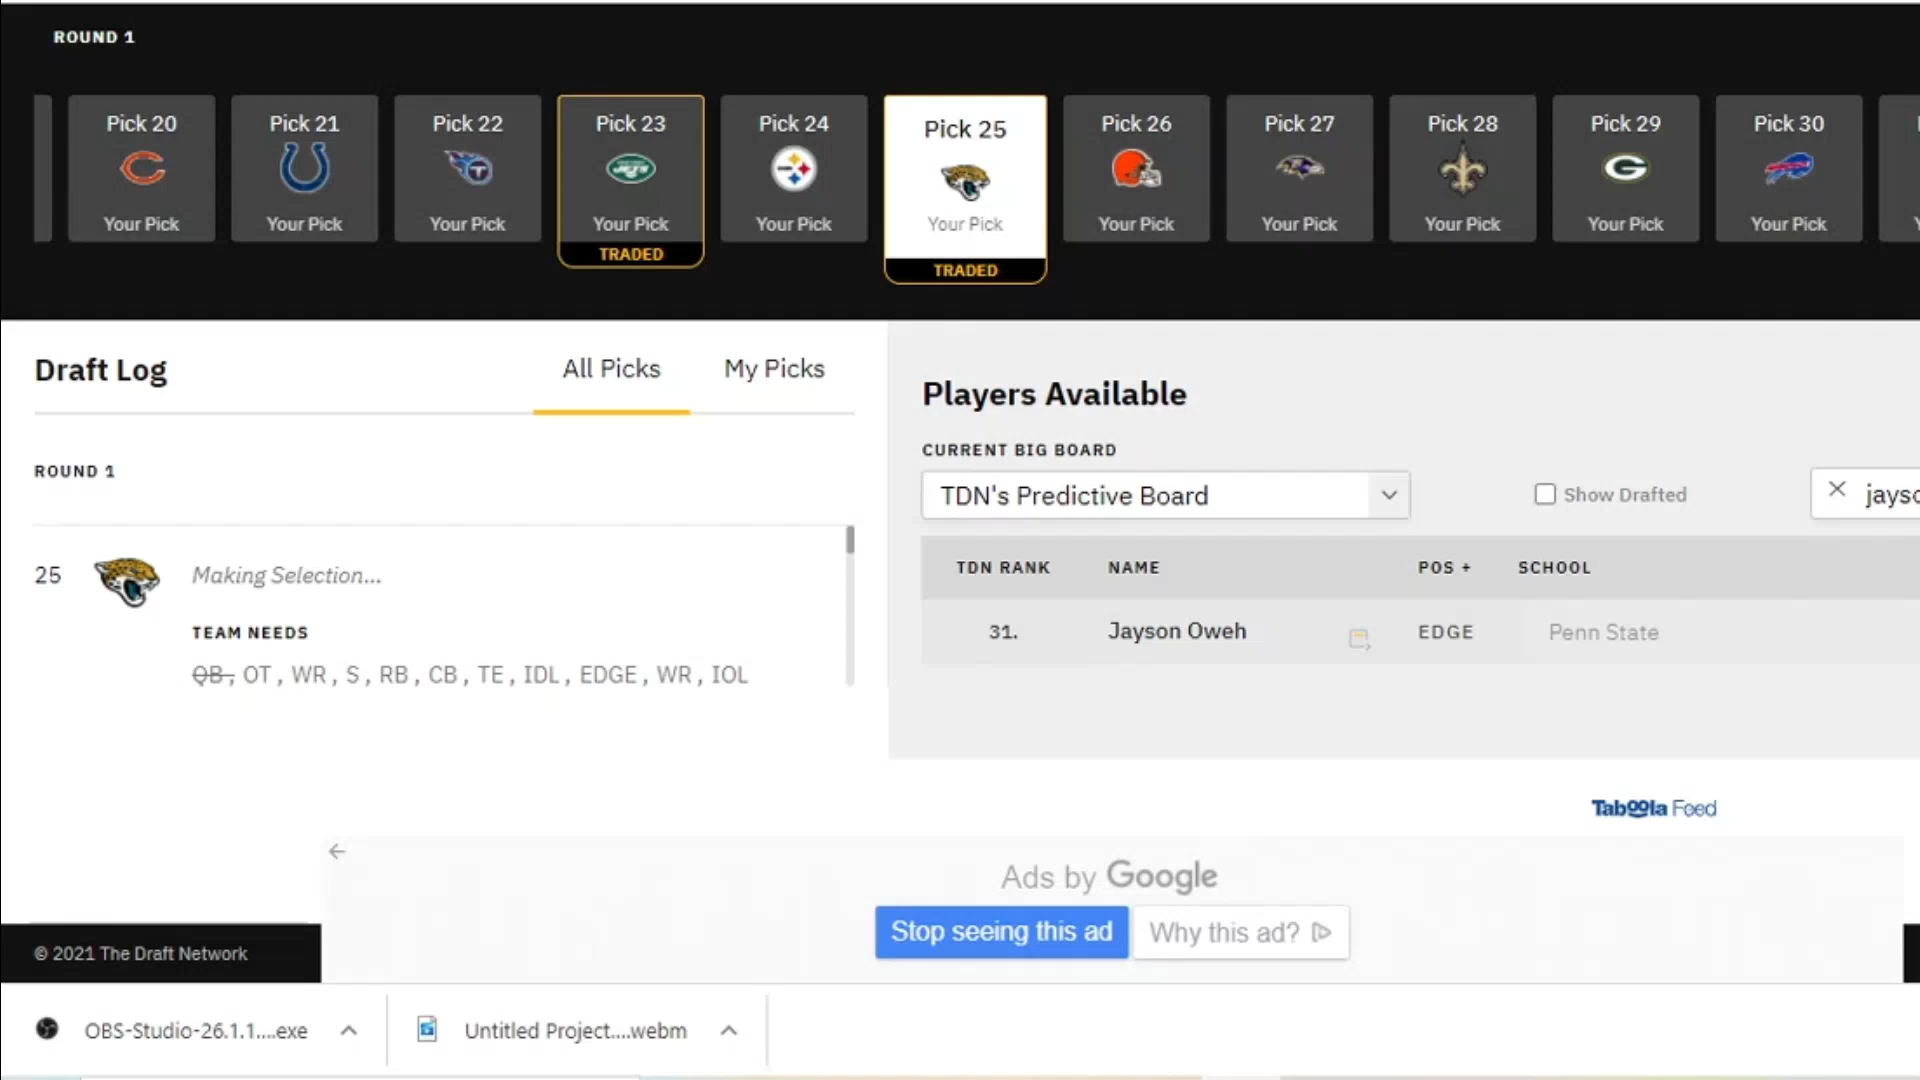 ROUND 1
Pick 20
Your Pick
Pick 21
Your Pick
Pick 22
Your Pick
Pick 23
Your Pick
TRADED
Pick 24
Your Pick
Pick 25
Your Pick
TRADED
Pick 26
Your Pick
Pick 27
Your Pick
Pick 28
Your Pick
Pick 29
Your Pick
Pick 30
Your Pick
Draft Log
All Picks
My Picks
ROUND 1
25
Making Selection...
TEAM NEEDS
QB, OT, WR, S, RB, CB, TE, IDL, EDGE, WR, IOL
Players Available
CURRENT BIG BOARD
TDN's Predictive Board
Show Drafted
jayso
TDN RANK NAME POS + SCHOOL
31. Jayson Oweh EDGE Penn State
Taboola Feed
Ads by Google
Stop seeing this ad
Why this ad?
© 2021 The Draft Network
OBS-Studio-26.1.1....exe
Untitled Project....webm